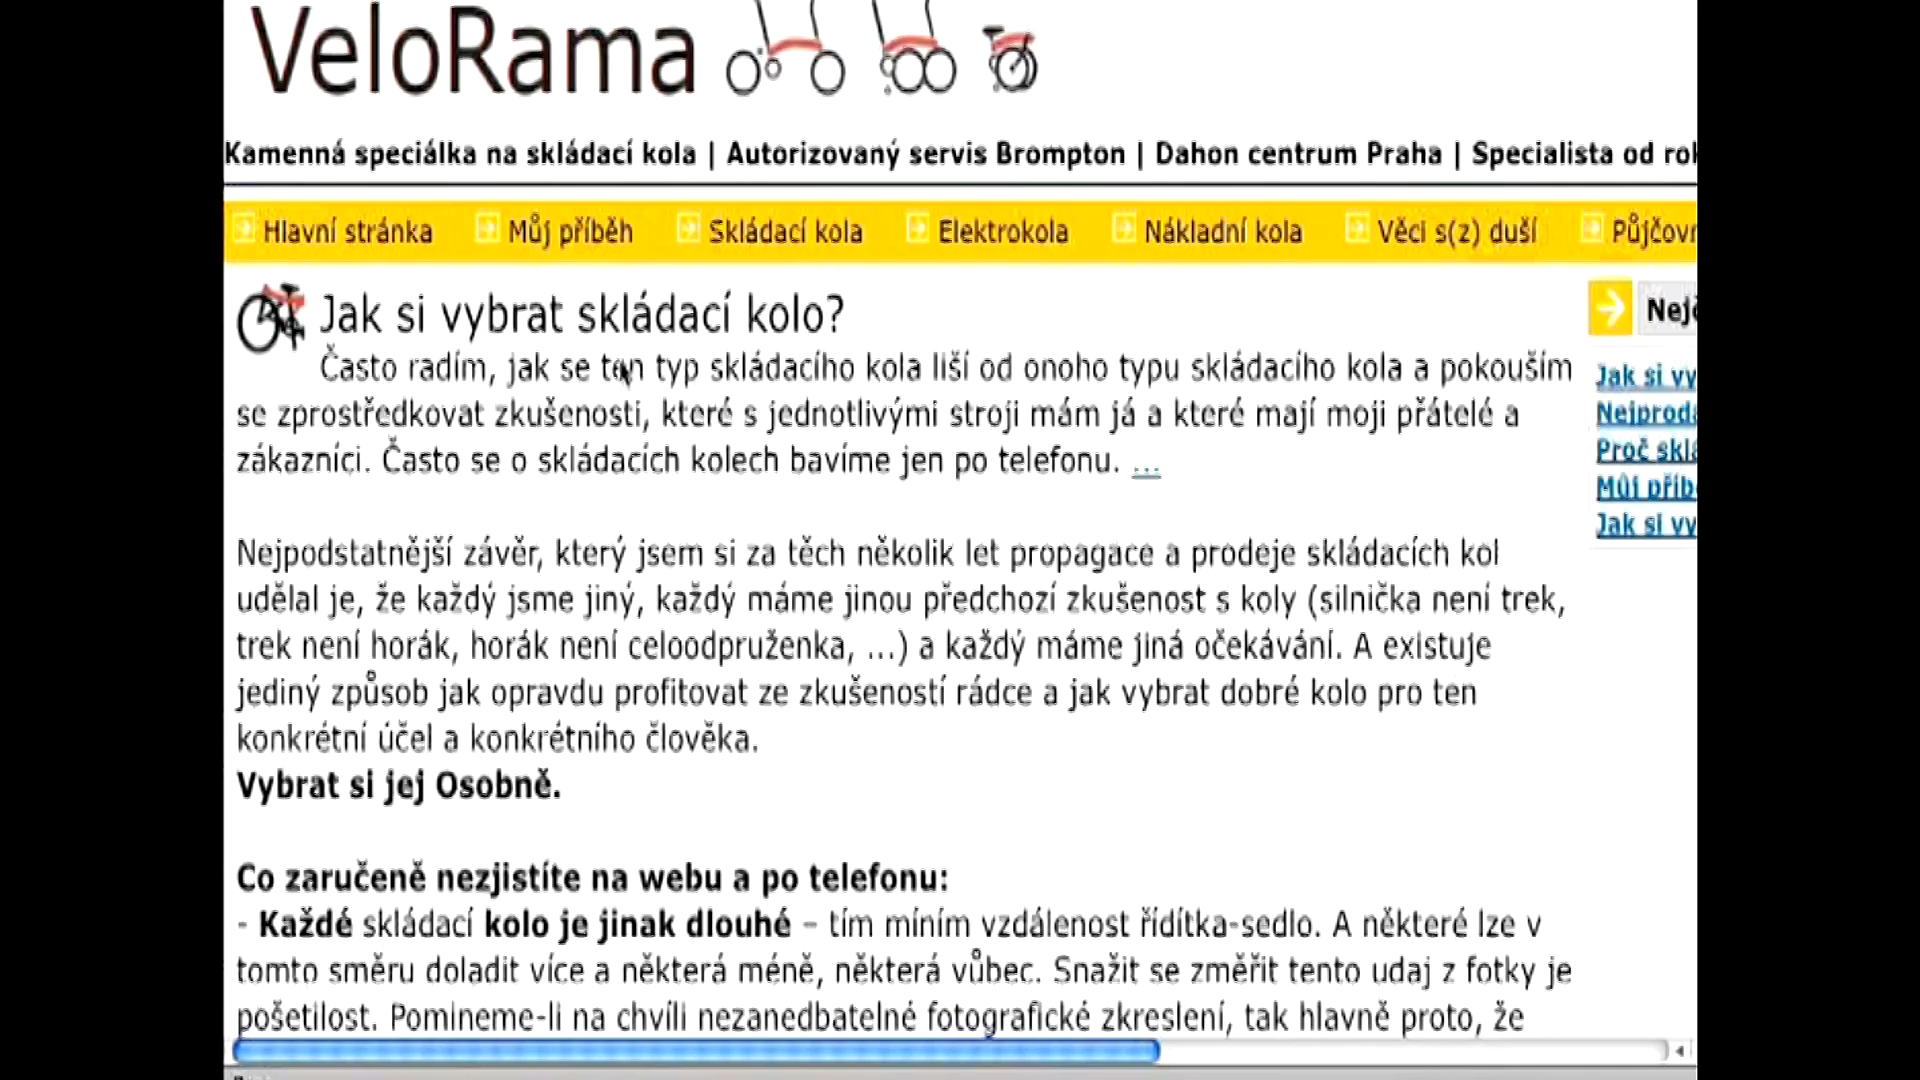 VeloRama
Kamenná speciálka na skládací kola | Autorizovaný servis Brompton | Dahon centrum Praha | Specialista od
Hlavní stránka Můj příběh Skládací kola Elektrokola Nákladní kola Věci s(z) duší
Jak si vybrat skládací kolo?
Často radím, jak se ten typ skládacího kola liší od onoho typu skládacího kola a pokouším
se zprostředkovat zkušenosti, které s jednotlivými stroji mám já a které mají moji přátelé a
zákazníci. Často se o skládacích kolech bavíme jen po telefonu. ...
Nejpodstatnější závěr, který jsem si za těch několik let propagace a prodeje skládacích kol
udělal je, že každý jsme jiný, každý máme jinou předchozí zkušenost s koly (silnička není trek,
trek není horák, horák není celoodpruženka, ...) a každý máme jiná očekávání. A existuje
jediný způsob jak opravdu profitovat ze zkušeností rádce a jak vybrat dobré kolo pro ten
konkrétní účel a konkrétního člověka.
Vybrat si jej Osobně.
Co zaručeně nezjistíte na webu a po telefonu:
- Každé skládací kolo je jinak dlouhé – tím míním vzdálenost řídítka-sedlo. A některé lze v
tomto směru doladit více a některá méně, některá vůbec. Snažit se změřit tento udaj z fotky je
pošetilost. Pomineme-li na chvíli nezanedbatelné fotografické zkreslení, tak hlavně proto, že
Jak si
Proč
Můj
Jak si